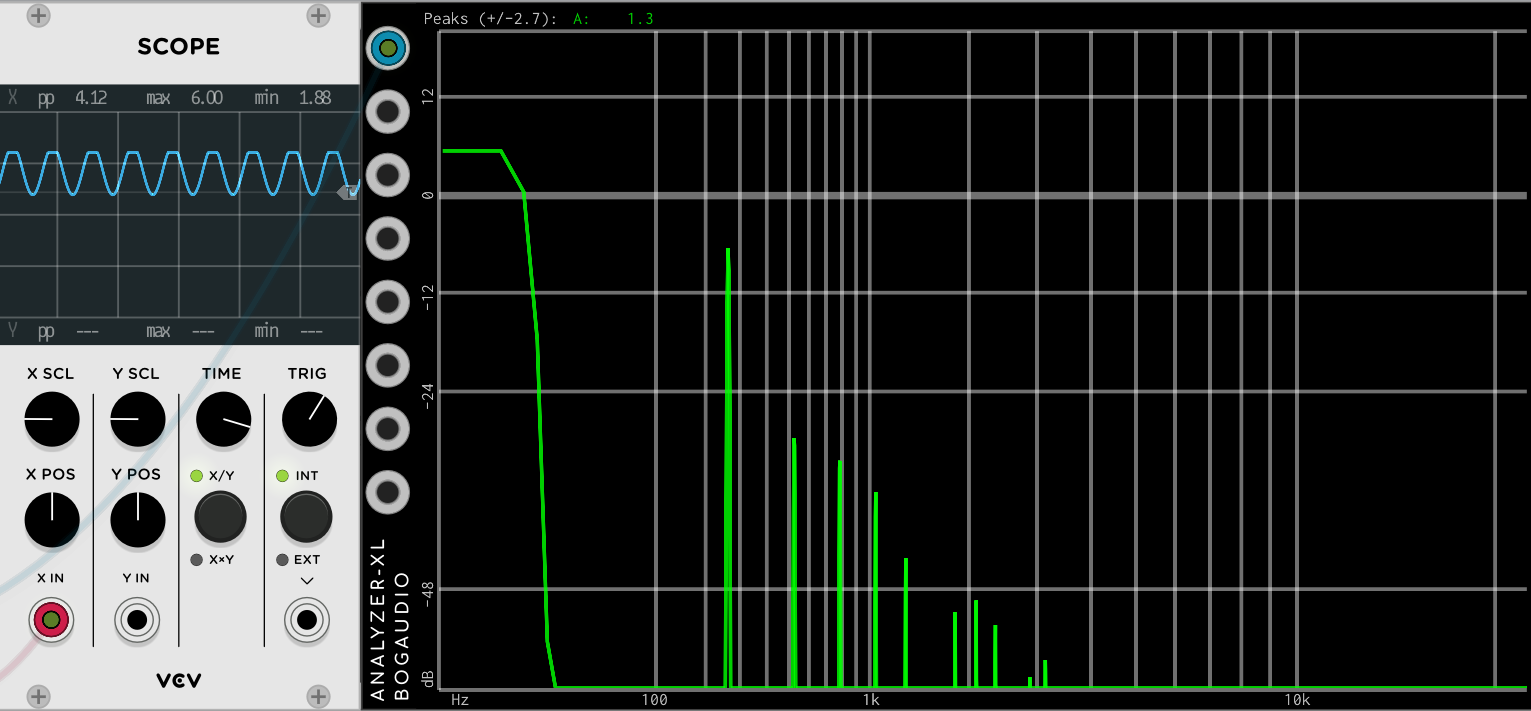 SCOPE
X pp 4.12 max 6.00 min 1.88
Y pp --- max --- min ---
X SCL Y SCL TIME TRIG
X POS Y POS X/Y INT
X×Y EXT
X IN Y IN
VCV
Peaks (+/-2.7): A: 1.3
12
0
-12
-24
-48
dB
Hz 100 1k 10k
ANALYZER-XL
BOGAUDIO